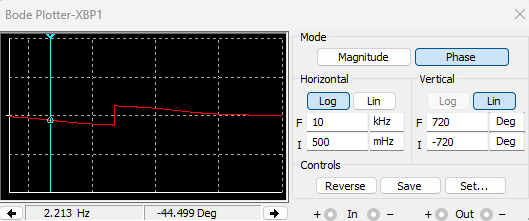 Bode Plotter-XBP1
Mode
Magnitude Phase
Horizontal Vertical
Log Lin Log Lin
F 10 kHz F 720 Deg
I 500 mHz I -720 Deg
Controls
Reverse Save Set...
2.213 Hz -44.499 Deg
+ In - + Out -